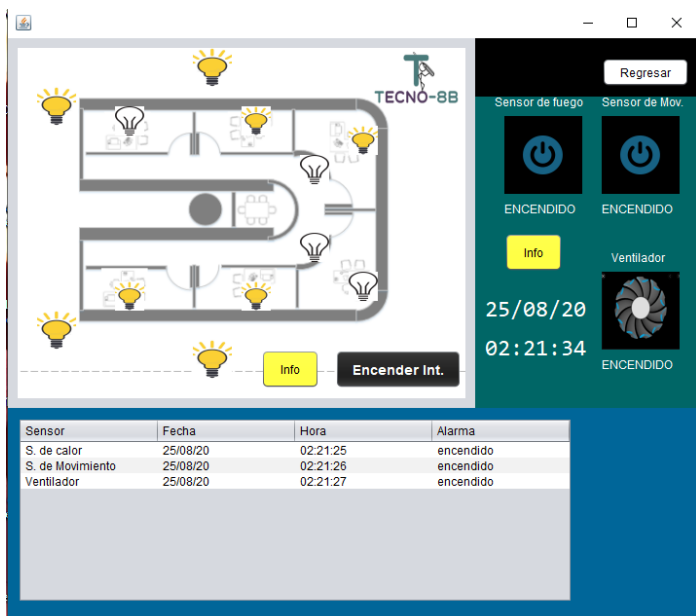 TECNO-8B
Regresar
Sensor de fuego
Sensor de Mov.
ENCENDIDO
ENCENDIDO
Info
Ventilador
25/08/20
02:21:34
ENCENDIDO
Info
Encender Int.
Sensor Fecha Hora Alarma
S. de calor 25/08/20 02:21:25 encendido
S. de Movimiento 25/08/20 02:21:26 encendido
Ventilador 25/08/20 02:21:27 encendido